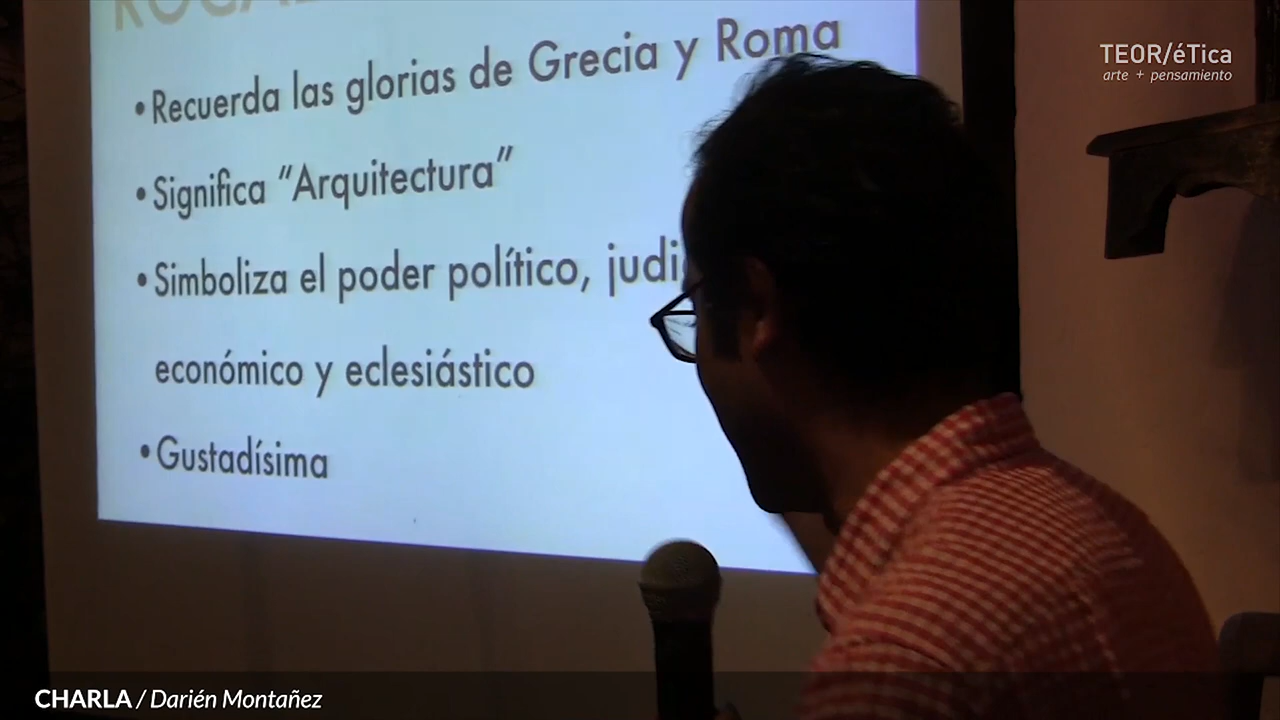 •Recuerda las glorias de Grecia y Roma
•Significa "Arquitectura"
•Simboliza el poder político,
económico y eclesiástico
•Gustadísima
TEOR/éTica
arte + pensamiento
CHARLA / Darién Montañez